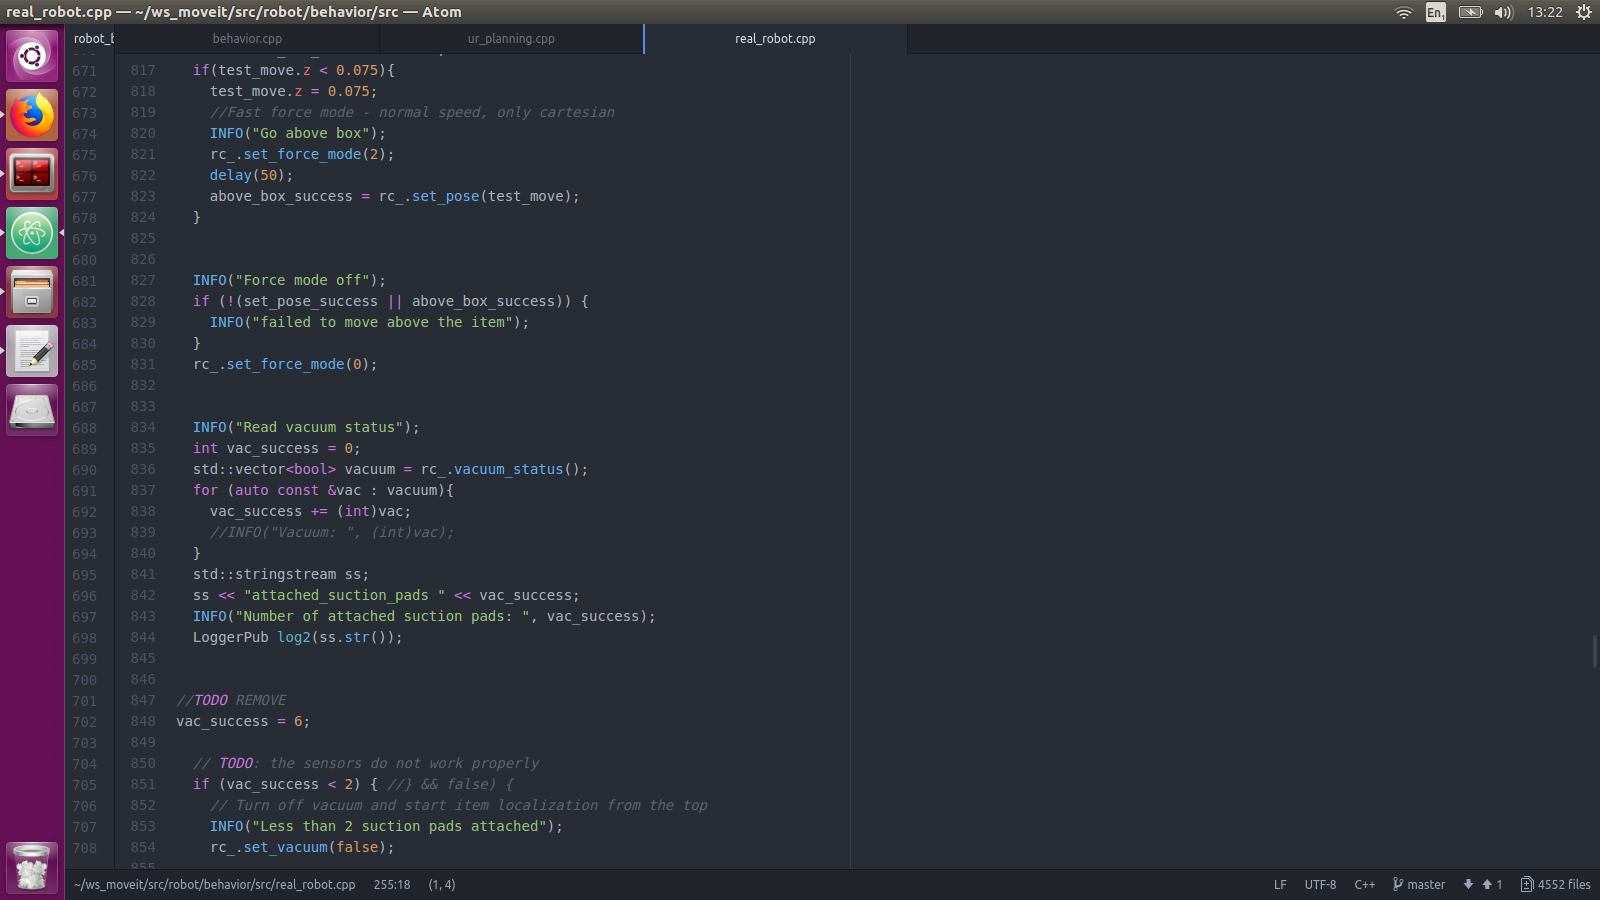 real_robot.cpp — ~/ws_moveit/src/robot/behavior/src — Atom
En1 13:22
robot_b behavior.cpp ur_planning.cpp real_robot.cpp
671 817 if(test_move.z < 0.075){
672 818 test_move.z = 0.075;
673 819 //Fast force mode - normal speed, only cartesian
674 820 INFO("Go above box");
675 821 rc_.set_force_mode(2);
676 822 delay(50);
677 823 above_box_success = rc_.set_pose(test_move);
678 824 }
679 825
680 826
681 827 INFO("Force mode off");
682 828 if (!(set_pose_success || above_box_success)) {
683 829 INFO("failed to move above the item");
684 830 }
685 831 rc_.set_force_mode(0);
686 832
687 833
688 834 INFO("Read vacuum status");
689 835 int vac_success = 0;
690 836 std::vector<bool> vacuum = rc_.vacuum_status();
691 837 for (auto const &vac : vacuum){
692 838 vac_success += (int)vac;
693 839 //INFO("Vacuum: ", (int)vac);
694 840 }
695 841 std::stringstream ss;
696 842 ss << "attached_suction_pads " << vac_success;
697 843 INFO("Number of attached suction pads: ", vac_success);
698 844 LoggerPub log2(ss.str());
699 845
700 846
701 847 //TODO REMOVE
702 848 vac_success = 6;
703 849
704 850 // TODO: the sensors do not work properly
705 851 if (vac_success < 2) { //} && false) {
706 852 // Turn off vacuum and start item localization from the top
707 853 INFO("Less than 2 suction pads attached");
708 854 rc_.set_vacuum(false);
855
~/ws_moveit/src/robot/behavior/src/real_robot.cpp 255:18 (1, 4) LF UTF-8 C++ master 1 4552 files